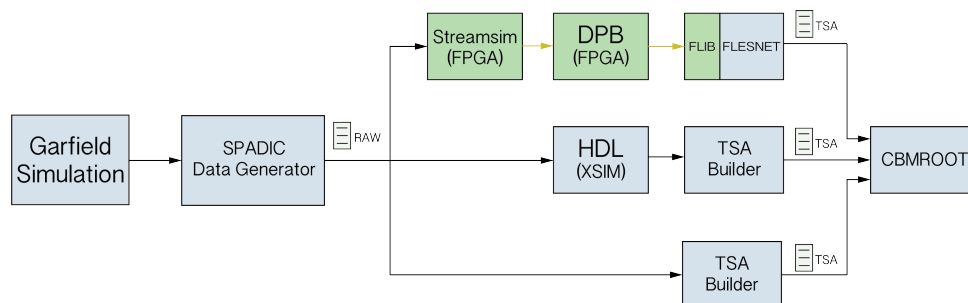 Streamsim
(FPGA)
DPB
(FPGA)
FLIB
FLESNET
TSA
Garfield
Simulation
SPADIC
Data Generator
RAW
HDL
(XSIM)
TSA
Builder
TSA
CBMROOT
TSA
Builder
TSA